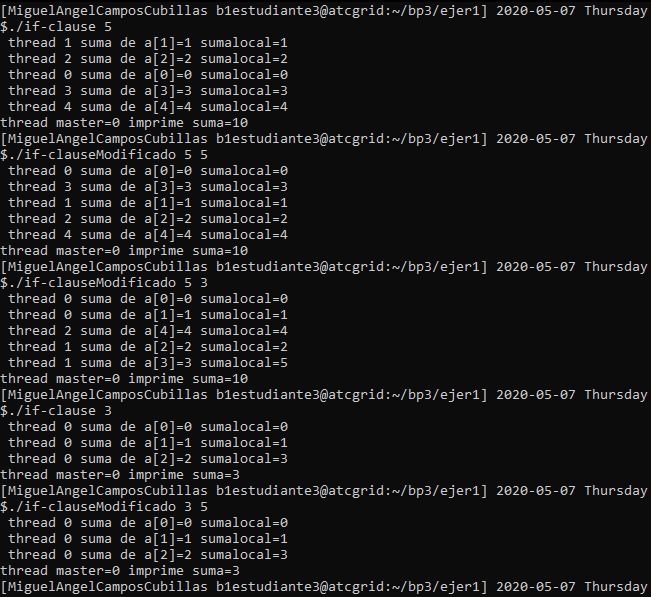 [MiguelAngelCamposCubillas b1estudiante3@atcgrid:~/bp3/ejer1] 2020-05-07 Thursday
$./if-clause 5
 thread 1 suma de a[1]=1 sumalocal=1
 thread 2 suma de a[2]=2 sumalocal=2
 thread 0 suma de a[0]=0 sumalocal=0
 thread 3 suma de a[3]=3 sumalocal=3
 thread 4 suma de a[4]=4 sumalocal=4
thread master=0 imprime suma=10
[MiguelAngelCamposCubillas b1estudiante3@atcgrid:~/bp3/ejer1] 2020-05-07 Thursday
$./if-clauseModificado 5 5
 thread 0 suma de a[0]=0 sumalocal=0
 thread 3 suma de a[3]=3 sumalocal=3
 thread 1 suma de a[1]=1 sumalocal=1
 thread 2 suma de a[2]=2 sumalocal=2
 thread 4 suma de a[4]=4 sumalocal=4
thread master=0 imprime suma=10
[MiguelAngelCamposCubillas b1estudiante3@atcgrid:~/bp3/ejer1] 2020-05-07 Thursday
$./if-clauseModificado 5 3
 thread 0 suma de a[0]=0 sumalocal=0
 thread 0 suma de a[1]=1 sumalocal=1
 thread 2 suma de a[4]=4 sumalocal=4
 thread 1 suma de a[2]=2 sumalocal=2
 thread 1 suma de a[3]=3 sumalocal=5
thread master=0 imprime suma=10
[MiguelAngelCamposCubillas b1estudiante3@atcgrid:~/bp3/ejer1] 2020-05-07 Thursday
$./if-clause 3
 thread 0 suma de a[0]=0 sumalocal=0
 thread 0 suma de a[1]=1 sumalocal=1
 thread 0 suma de a[2]=2 sumalocal=3
thread master=0 imprime suma=3
[MiguelAngelCamposCubillas b1estudiante3@atcgrid:~/bp3/ejer1] 2020-05-07 Thursday
$./if-clauseModificado 3 5
 thread 0 suma de a[0]=0 sumalocal=0
 thread 0 suma de a[1]=1 sumalocal=1
 thread 0 suma de a[2]=2 sumalocal=3
thread master=0 imprime suma=3
[MiguelAngelCamposCubillas b1estudiante3@atcgrid:~/bp3/ejer1] 2020-05-07 Thursday